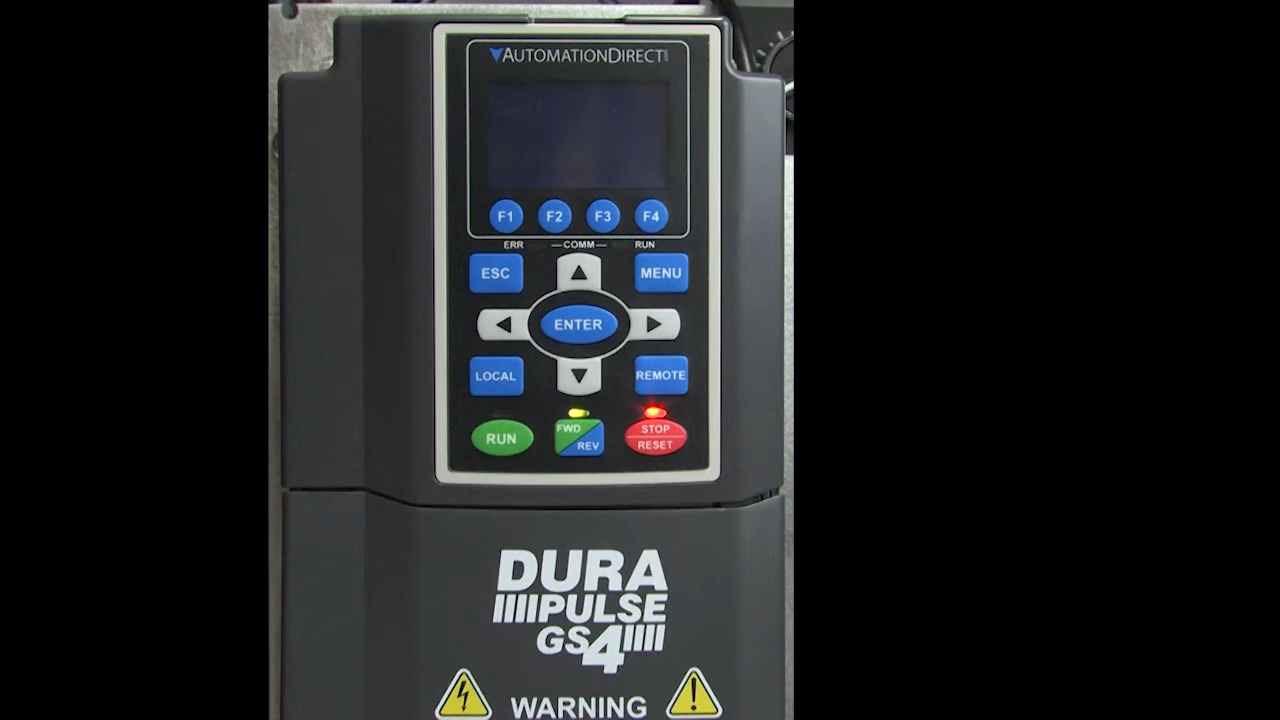 AUTOMATIONDIRECT
F1 F2 F3 F4
ERR COMM RUN
ESC MENU
ENTER
LOCAL REMOTE
RUN FWD REV STOP RESET
DURA
PULSE
GS4
WARNING